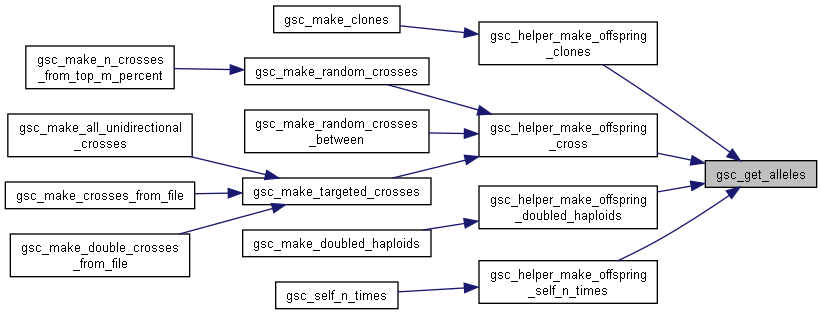 gsc_make_clones
gsc_helper_make_offspring
_clones
gsc_make_n_crosses
_from_top_m_percent
gsc_make_random_crosses
gsc_make_all_unidirectional
_crosses
gsc_make_random_crosses
_between
gsc_helper_make_offspring
_cross
gsc_get_alleles
gsc_make_crosses_from_file
gsc_make_targeted_crosses
gsc_helper_make_offspring
_doubled_haploids
gsc_make_double_crosses
_from_file
gsc_make_doubled_haploids
gsc_self_n_times
gsc_helper_make_offspring
_self_n_times